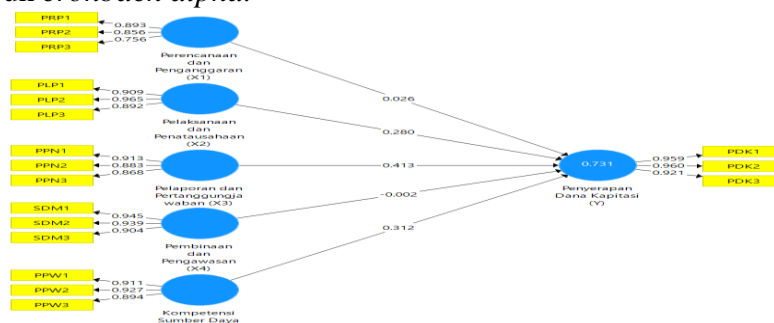 cronbach alpha.
PRP1
0.893
PRP2
0.856
PRP3
0.756
Perencanaan
dan
Penganggaran
(X1)
0.026
PLP1
0.909
PLP2
0.965
PLP3
0.892
Pelaksanaan
dan
Penatausahaan
(X2)
0.280
PPN1
0.913
PPN2
0.883
PPN3
0.868
Pelaporan dan
Pertanggungja
waban (X3)
0.413
SDM1
0.945
SDM2
0.939
SDM3
0.904
Pembinaan
dan
Pengawasan
(X4)
-0.002
PPW1
0.911
PPW2
0.927
PPW3
0.894
Kompetensi
Sumber Daya
0.312
0.731
Penyerapan
Dana Kapitasi
(Y)
0.959
PDK1
0.960
PDK2
0.921
PDK3